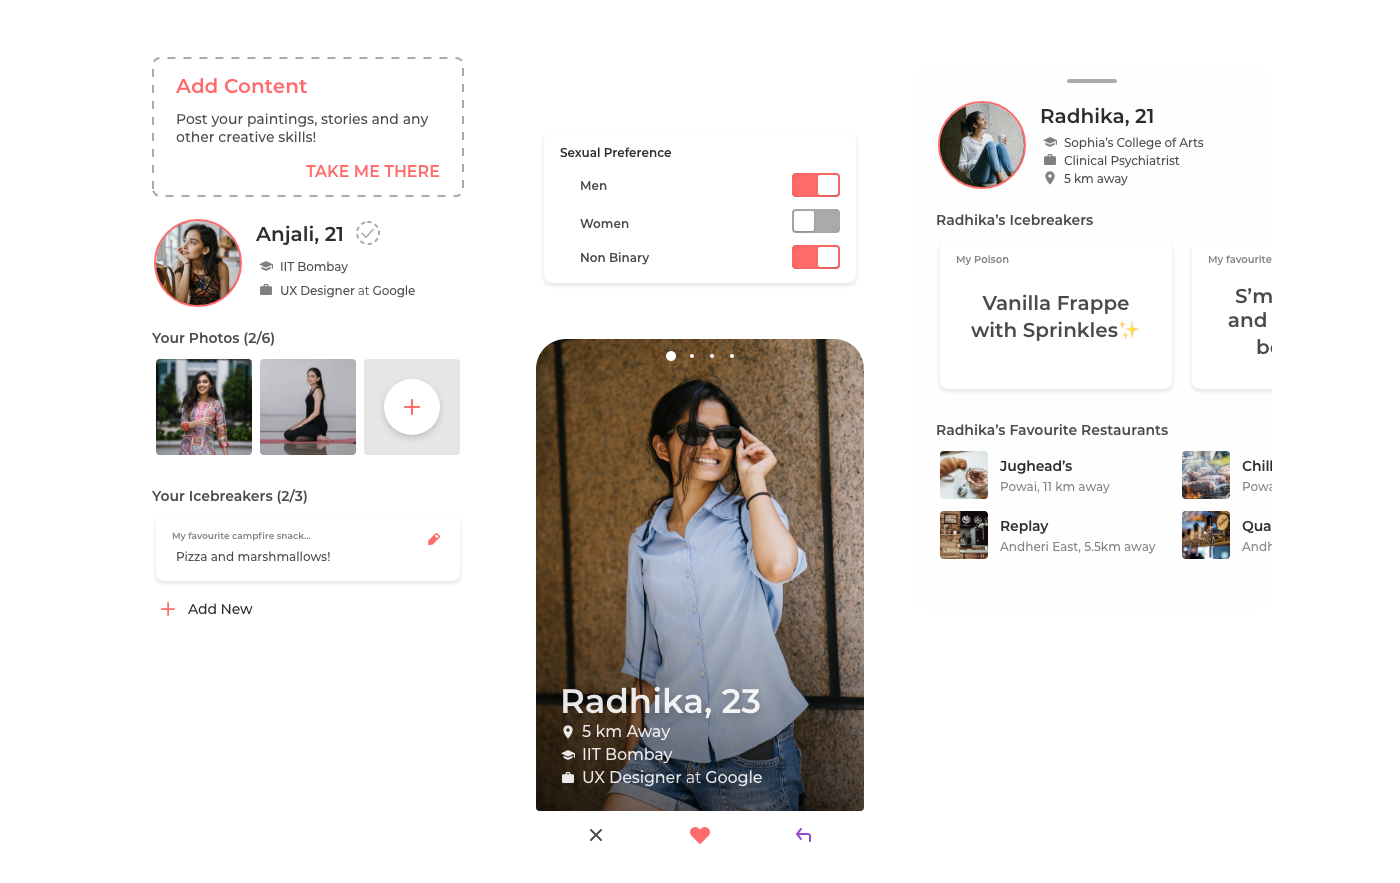 Add Content
Post your paintings, stories and any
other creative skills!
TAKE ME THERE
Anjali, 21
IIT Bombay
UX Designer at Google
Your Photos (2/6)
Your Icebreakers (2/3)
My favourite campfire snack...
Pizza and marshmallows!
Add New
Sexual Preference
Men
Women
Non Binary
Radhika, 23
5 km Away
IIT Bombay
UX Designer at Google
Radhika, 21
Sophia’s College of Arts
Clinical Psychiatrist
5 km away
Radhika’s Icebreakers
My Poison
Vanilla Frappe
with Sprinkles✨
My favourite
S’m
and
be
Radhika’s Favourite Restaurants
Jughead’s
Powai, 11 km away
Replay
Andheri East, 5.5km away
Chill
Powa
Qua
Andh